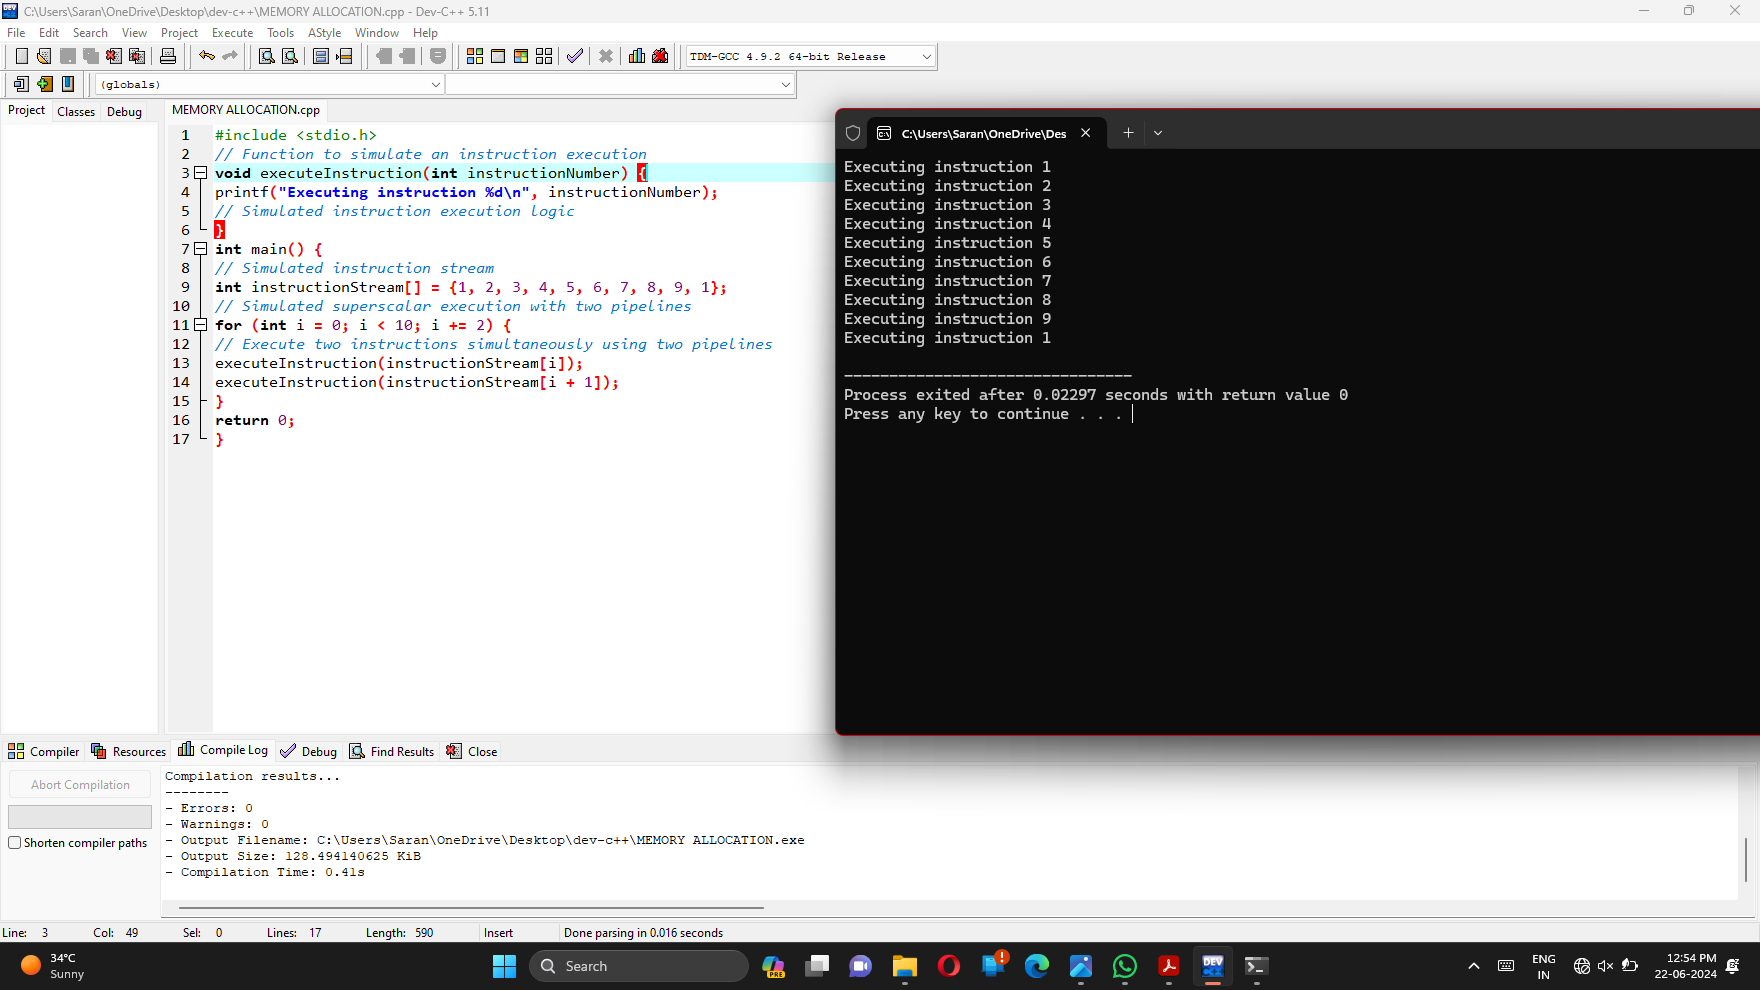 C:\Users\Saran\OneDrive\Desktop\dev-c++\MEMORY ALLOCATION.cpp - Dev-C++ 5.11
File Edit Search View Project Execute Tools AStyle Window Help
TDM-GCC 4.9.2 64-bit Release
(globals)
Project Classes Debug
MEMORY ALLOCATION.cpp
1 #include <stdio.h>
2 // Function to simulate an instruction execution
3 void executeInstruction(int instructionNumber) {
4 printf("Executing instruction %d\n", instructionNumber);
5 // Simulated instruction execution logic
6 }
7 int main() {
8 // Simulated instruction stream
9 int instructionStream[] = {1, 2, 3, 4, 5, 6, 7, 8, 9, 1};
10 // Simulated superscalar execution with two pipelines
11 for (int i = 0; i < 10; i += 2) {
12 // Execute two instructions simultaneously using two pipelines
13 executeInstruction(instructionStream[i]);
14 executeInstruction(instructionStream[i + 1]);
15 }
16 return 0;
17 }
C:\Users\Saran\OneDrive\Des
Executing instruction 1
Executing instruction 2
Executing instruction 3
Executing instruction 4
Executing instruction 5
Executing instruction 6
Executing instruction 7
Executing instruction 8
Executing instruction 9
Executing instruction 1
--------------------------------
Process exited after 0.02297 seconds with return value 0
Press any key to continue . . .
Compiler Resources Compile Log Debug Find Results Close
Abort Compilation
Shorten compiler paths
Compilation results...
--------
- Errors: 0
- Warnings: 0
- Output Filename: C:\Users\Saran\OneDrive\Desktop\dev-c++\MEMORY ALLOCATION.exe
- Output Size: 128.494140625 KiB
- Compilation Time: 0.41s
Line: 3 Col: 49 Sel: 0 Lines: 17 Length: 590 Insert Done parsing in 0.016 seconds
34°C
Sunny
Search
PRE
DEV
C++
ENG
IN
12:54 PM
22-06-2024